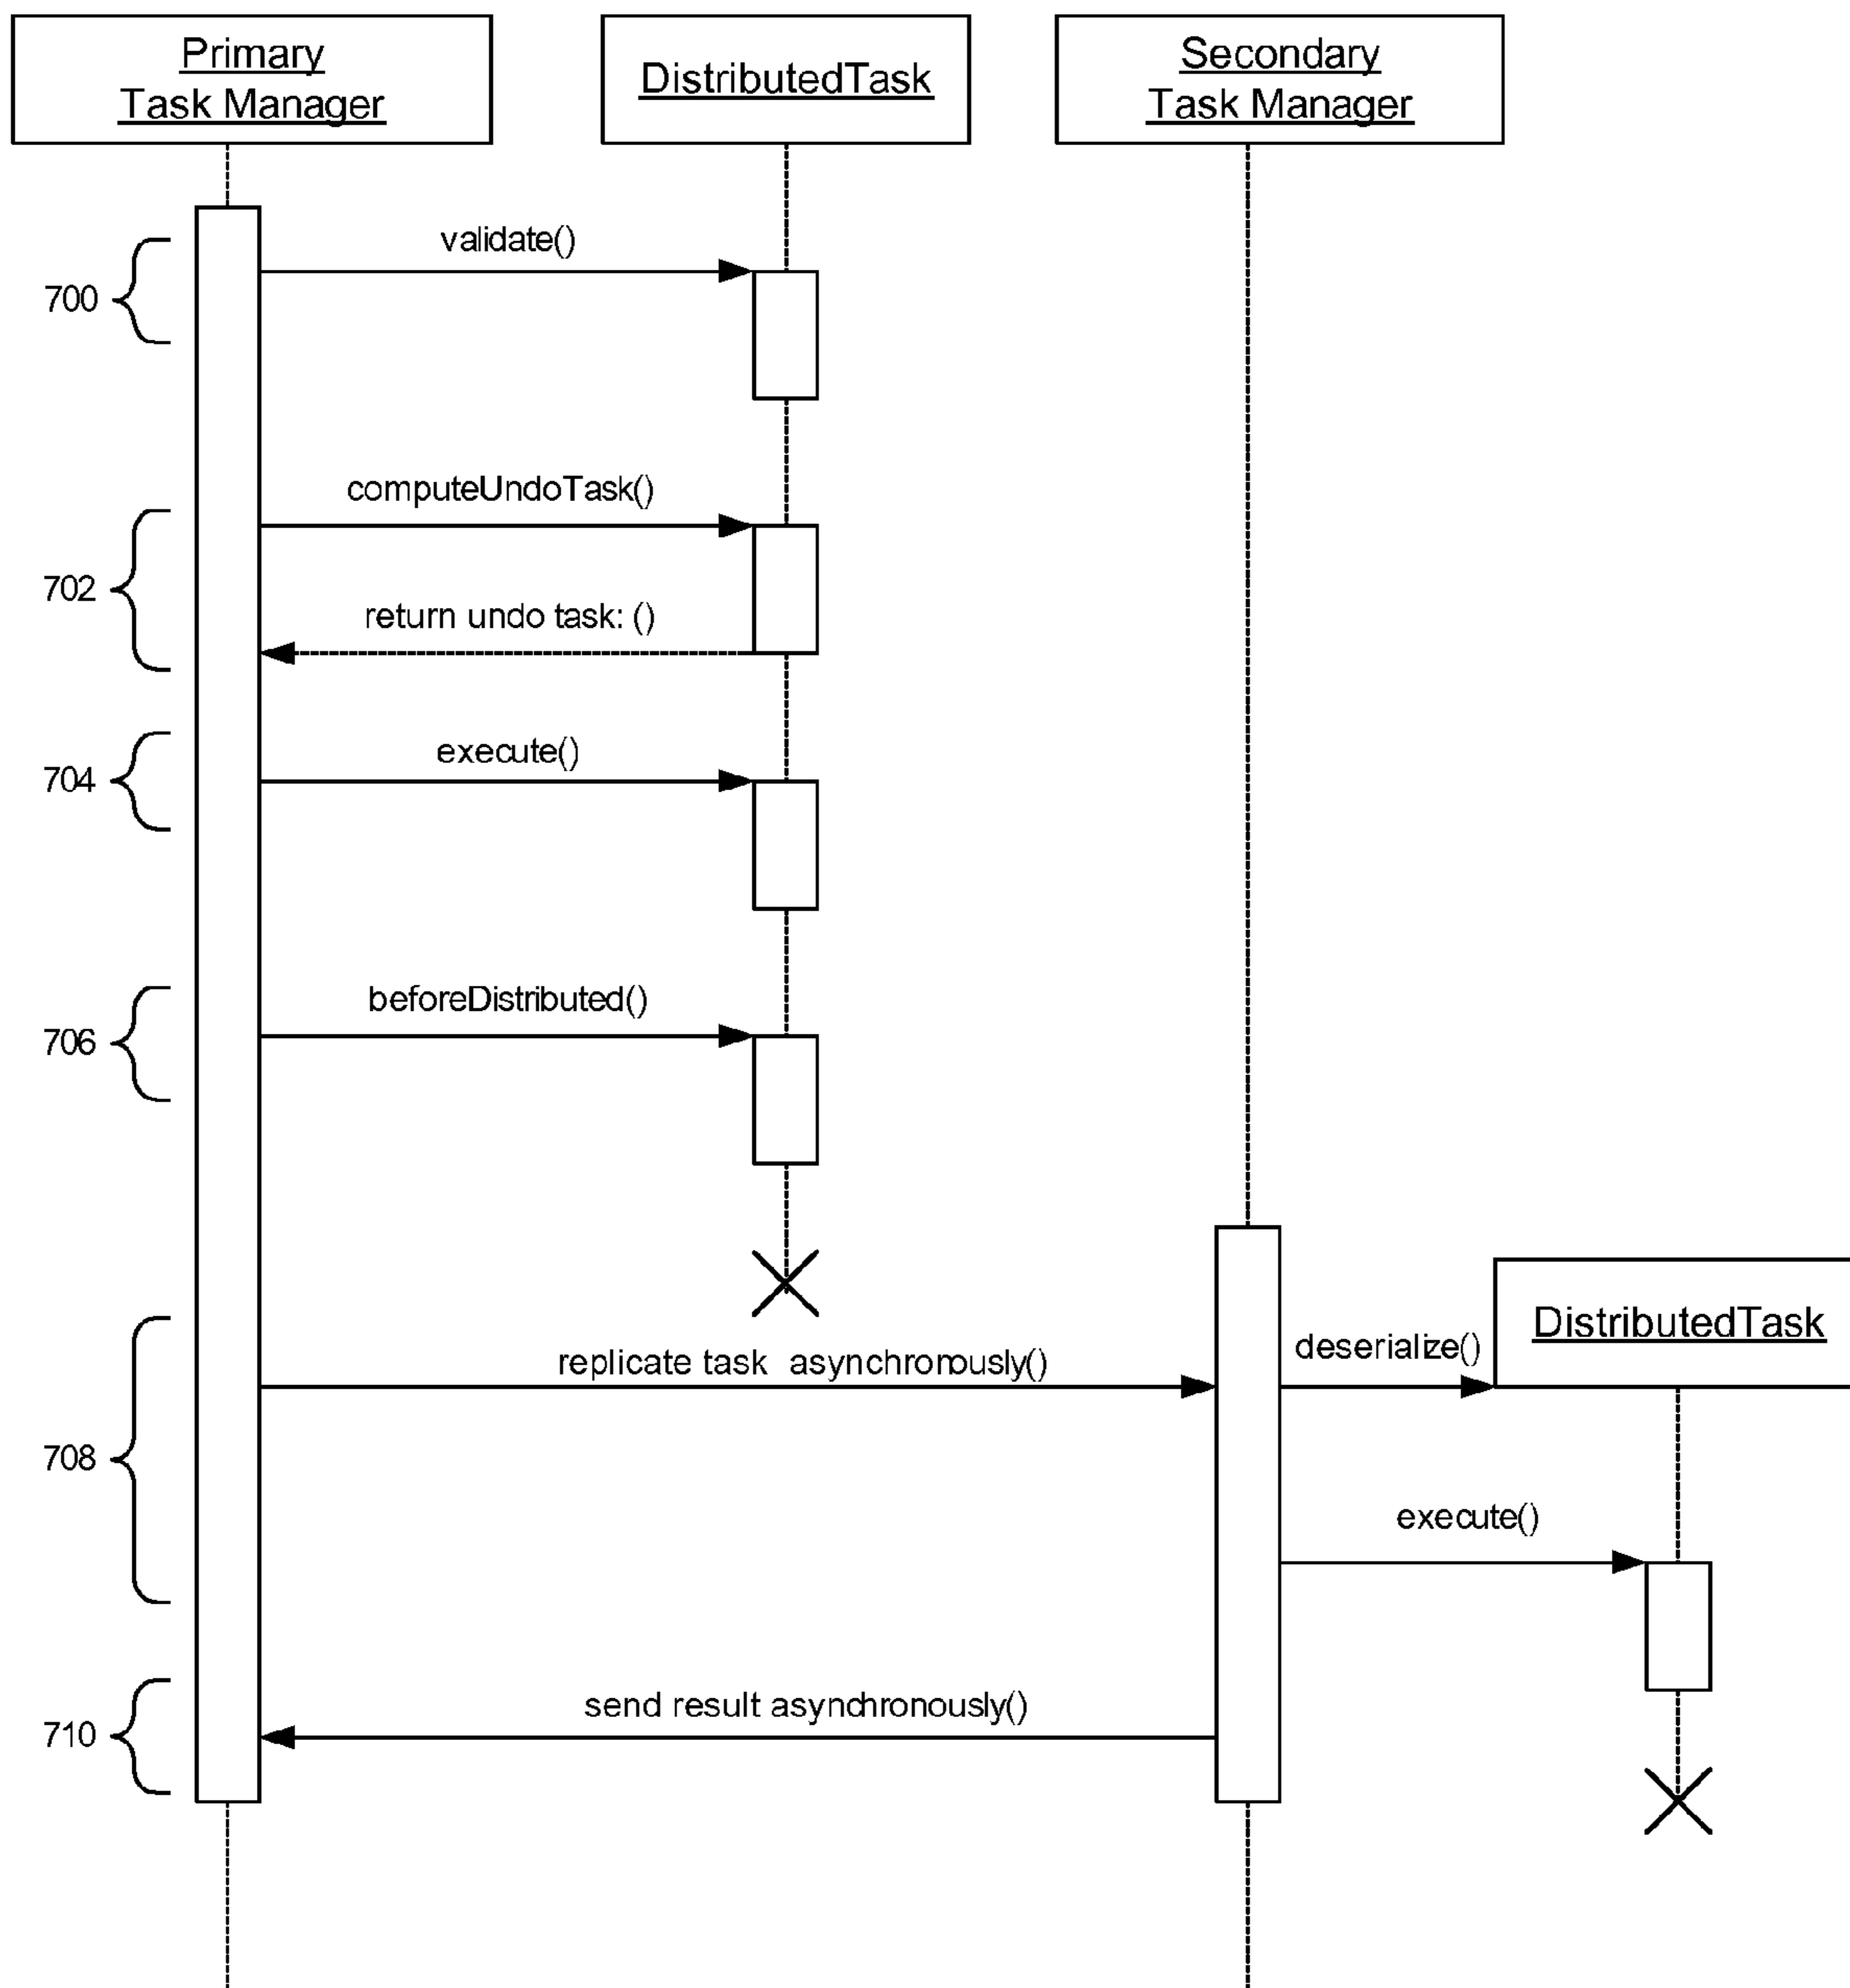 Primary
Task Manager
DistributedTask
Secondary
Task Manager
validate()
700
computeUndoTask()
702
return undo task: ()
execute()
704
beforeDistributed()
706
DistributedTask
deserialize()
replicate task asynchronously()
708
execute()
send result asynchronously()
710